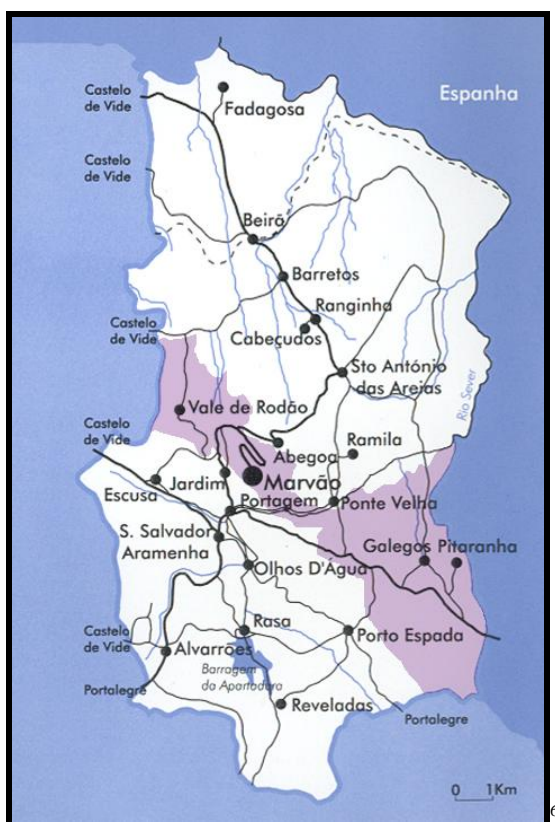 Castelo
de Vide
Fadagosa
Espanha
Castelo
de Vide
Beirã
Barretos
Ranginha
Castelo
de Vide
Cabeçudos
Sto António
das Areias
Rio Sever
Vale de Rodão
Castelo
de Vide
Ramila
Abegoa
Jardim
Marvão
Escusa
Portagem
Ponte Velha
S. Salvador
Aramenha
Galegos
Pitaranha
Olhos D'Água
Rasa
Castelo
de Vide
Porto Espada
Alvarrões
Barragem
da Apartadura
Portalegre
Reveladas
Portalegre
0 1Km